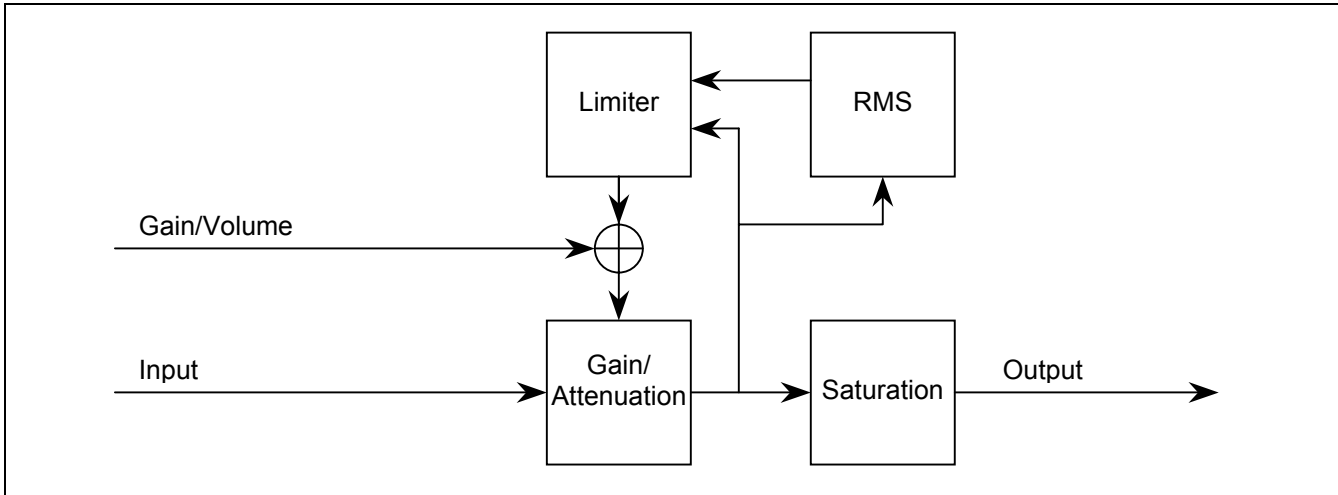 Limiter
RMS
Gain/Volume
Input
Gain/
Attenuation
Saturation
Output